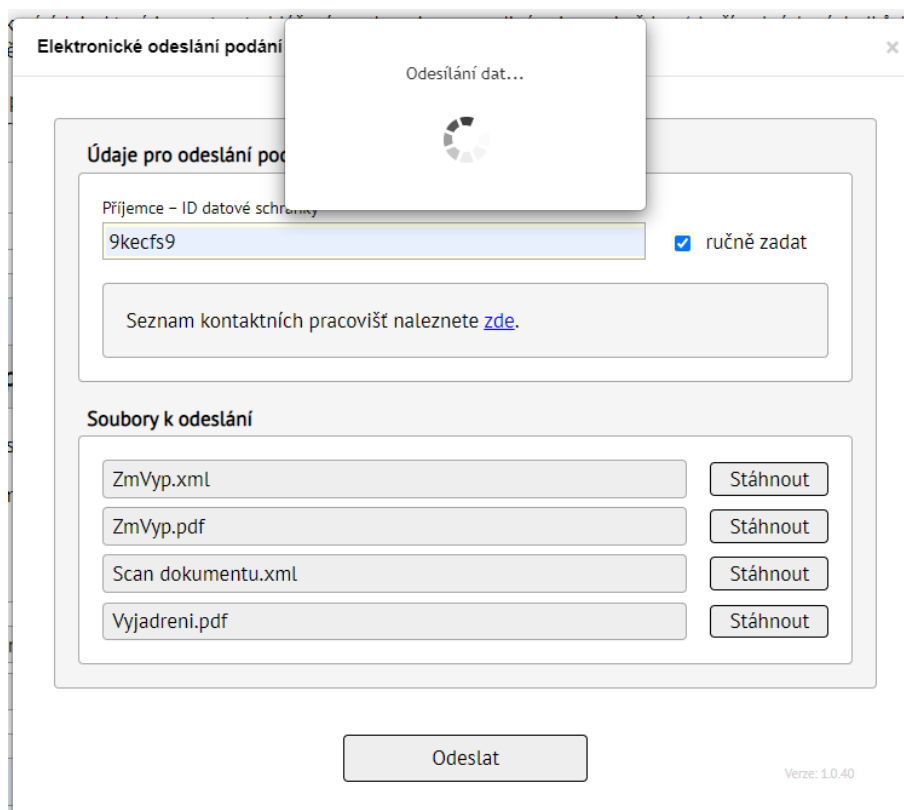 Elektronické odeslání podání
×
Odesílání dat...
Údaje pro odeslání
Příjemce – ID datové schránky
9kecfs9
ručně zadat
Seznam kontaktních pracovišť naleznete zde.
Soubory k odeslání
ZmVyp.xml Stáhnout
ZmVyp.pdf Stáhnout
Scan dokumentu.xml Stáhnout
Vyjadreni.pdf Stáhnout
Odeslat
Verze: 1.0.40